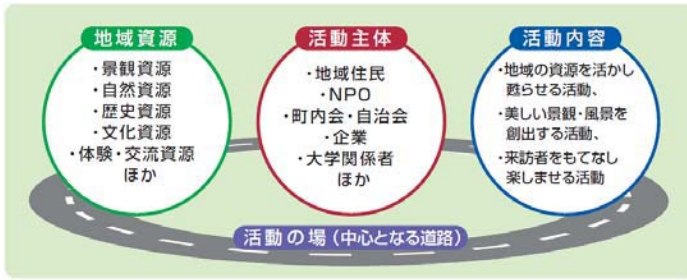 地域資源
・景観資源
・自然資源
・歴史資源
・文化資源
・体験・交流資源
ほか
活動主体
・地域住民
・NPO
・町内会・自治会
・企業
・大学関係者
ほか
活動内容
・地域の資源を活かし
甦らせる活動、
・美しい景観・風景を
創出する活動、
・来訪者をもてなし
楽しませる活動
活動の場（中心となる道路）